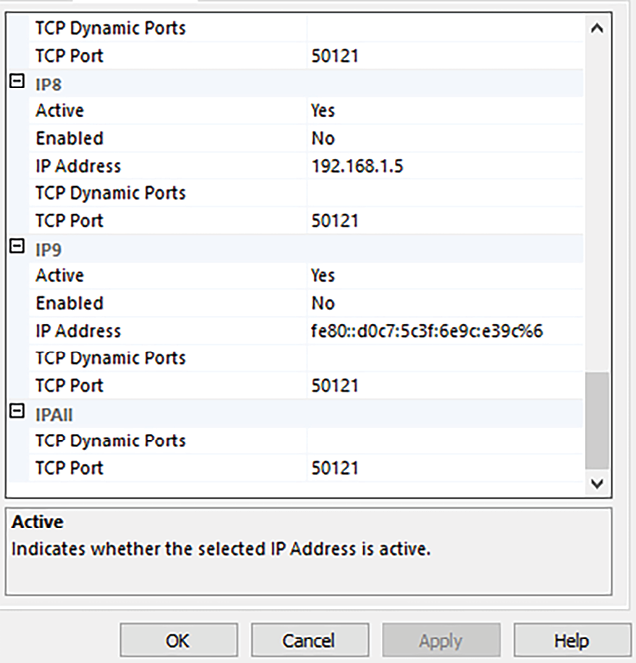 TCP Dynamic Ports
TCP Port 50121
IP8
Active Yes
Enabled No
IP Address 192.168.1.5
TCP Dynamic Ports
TCP Port 50121
IP9
Active Yes
Enabled No
IP Address fe80::d0c7:5c3f:6e9c:e39c%6
TCP Dynamic Ports
TCP Port 50121
IPAll
TCP Dynamic Ports
TCP Port 50121
Active
Indicates whether the selected IP Address is active.
OK Cancel Apply Help